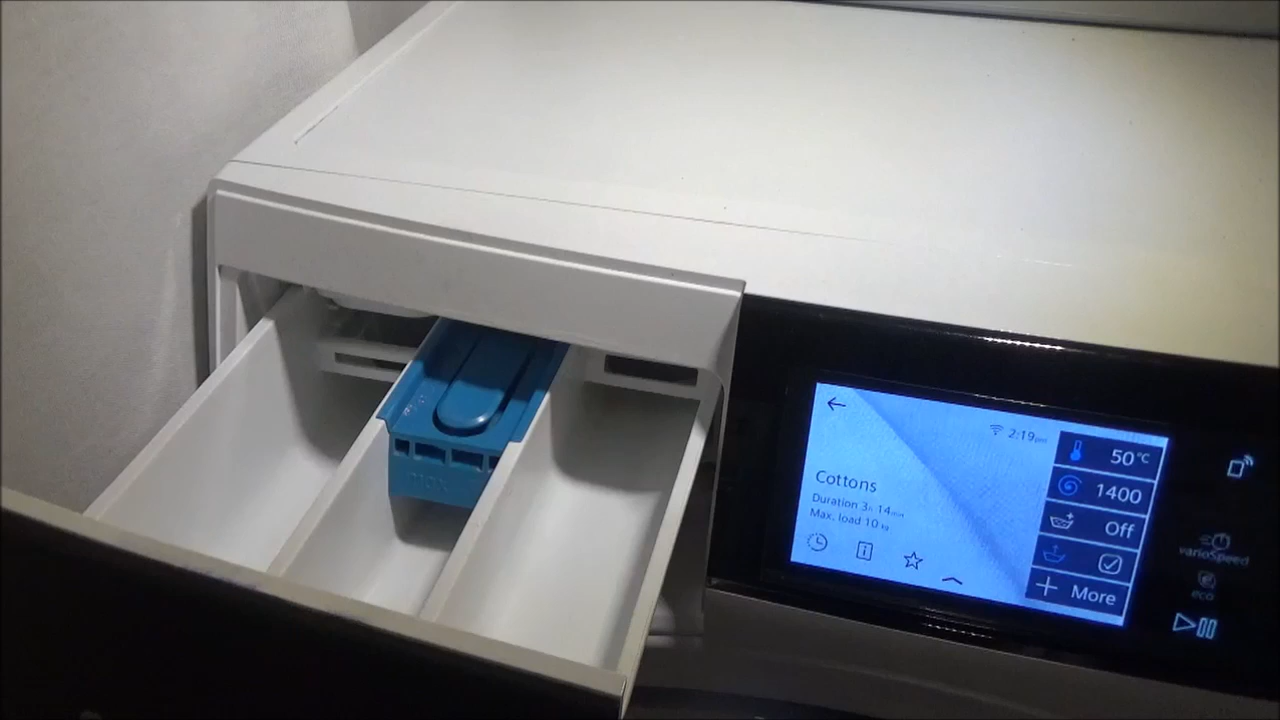 2:19pm
50°C
1400
Off
More
Cottons
Duration 3h 14min
Max. load 10 kg
varioSpeed
eco